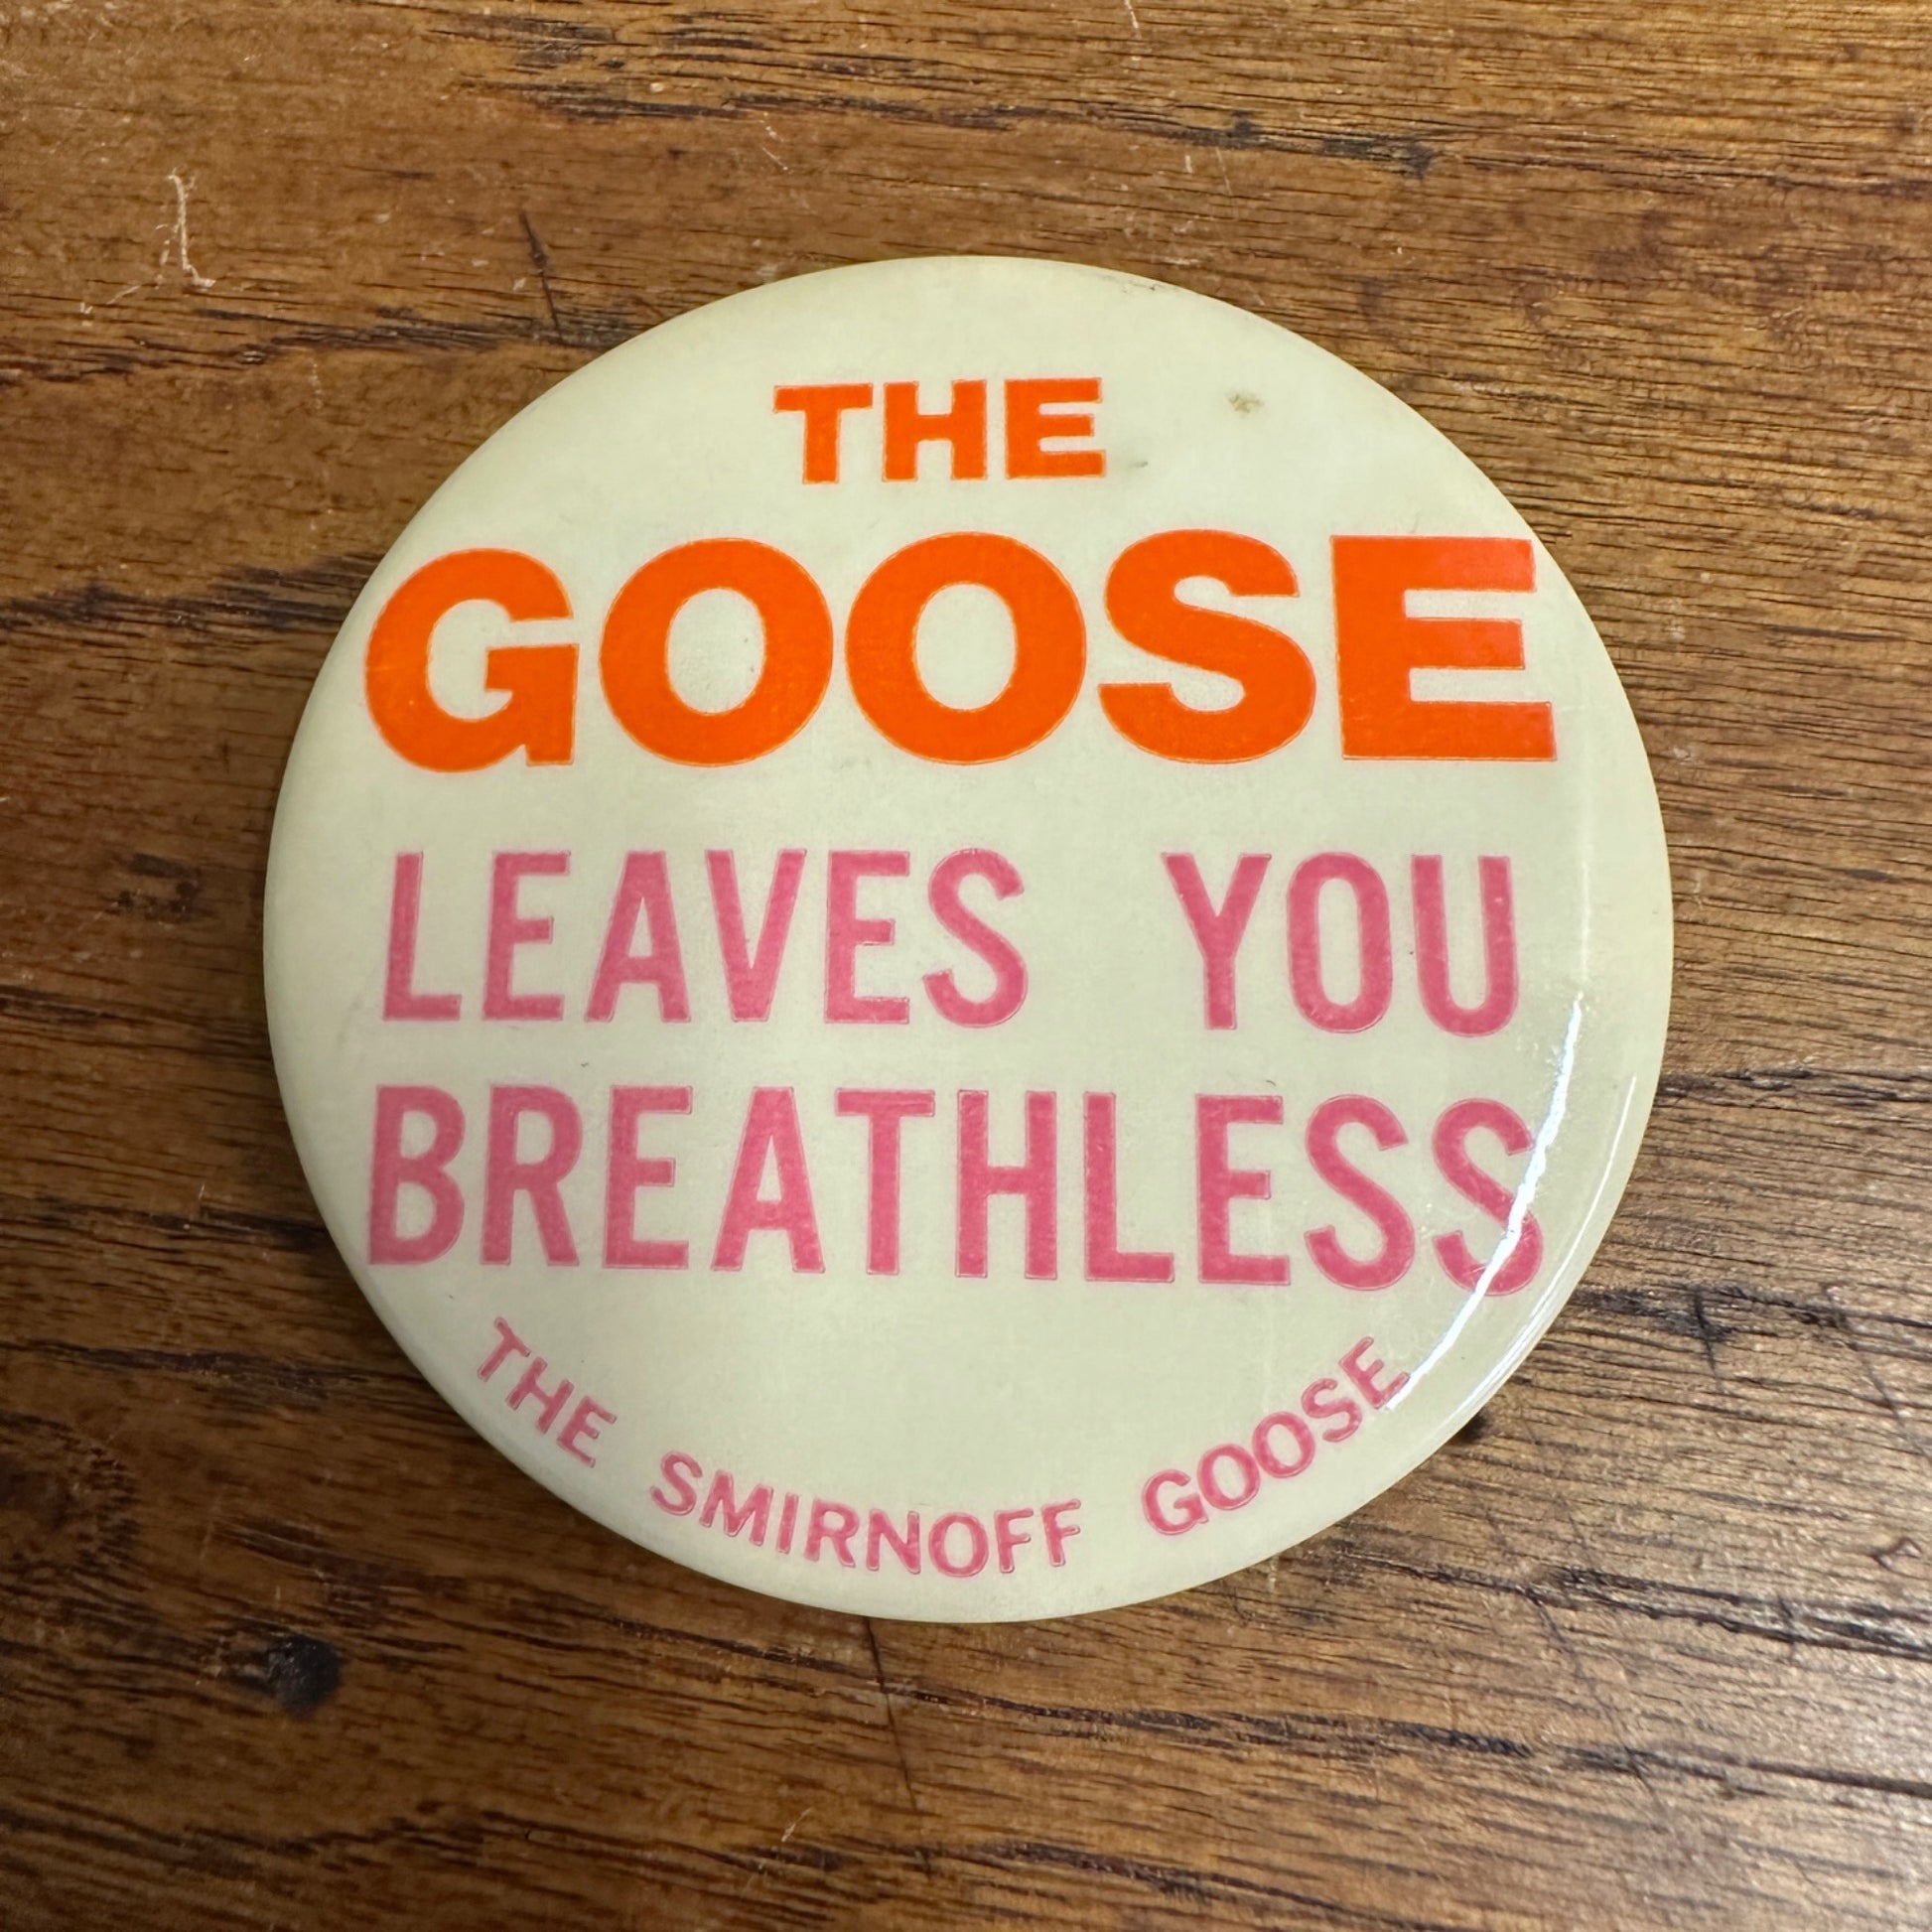 THE
GOOSE
LEAVES YOU
BREATHLESS
THE SMIRNOFF GOOSE